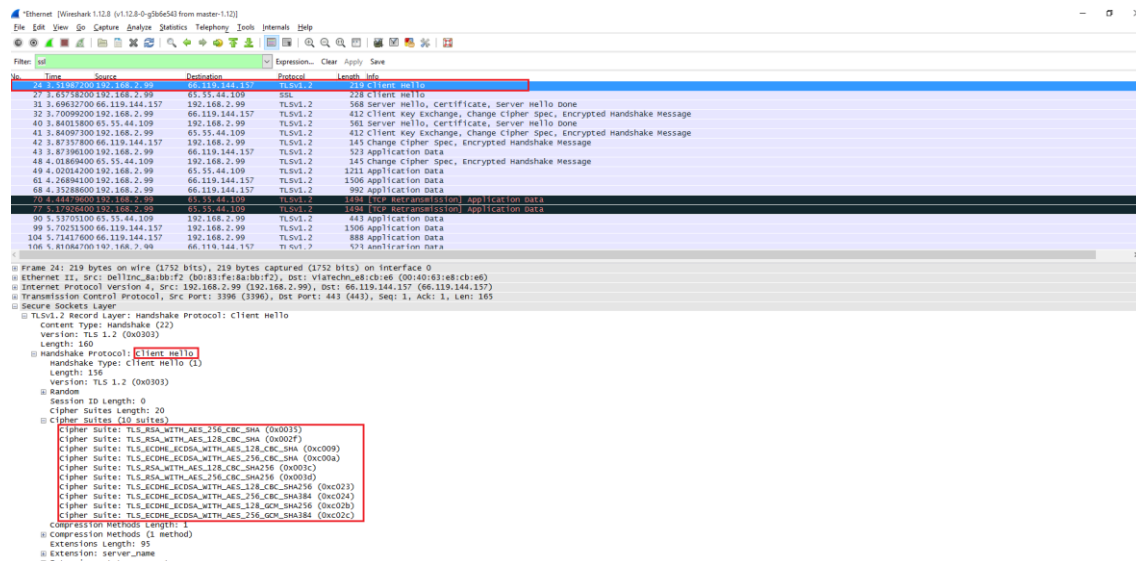 *Ethernet [Wireshark 1.12.8 (v1.12.8-0-g5b6e543 from master-1.12)]
File Edit View Go Capture Analyze Statistics Telephony Tools Internals Help
Filter: ssl Expression... Clear Apply Save
No. Time Source Destination Protocol Length Info
24 3.51987200 192.168.2.99 66.119.144.157 TLSv1.2 219 Client Hello
27 3.65758200 192.168.2.99 65.55.44.109 SSL 228 Client Hello
31 3.69632700 66.119.144.157 192.168.2.99 TLSv1.2 568 Server Hello, Certificate, Server Hello Done
32 3.70099200 192.168.2.99 66.119.144.157 TLSv1.2 412 Client Key Exchange, Change Cipher Spec, Encrypted Handshake Message
40 3.84015800 65.55.44.109 192.168.2.99 TLSv1.2 561 Server Hello, Certificate, Server Hello Done
41 3.84097300 192.168.2.99 65.55.44.109 TLSv1.2 412 Client Key Exchange, Change Cipher Spec, Encrypted Handshake Message
42 3.87357800 66.119.144.157 192.168.2.99 TLSv1.2 145 Change Cipher Spec, Encrypted Handshake Message
43 3.87396100 192.168.2.99 66.119.144.157 TLSv1.2 523 Application Data
48 4.01869400 65.55.44.109 192.168.2.99 TLSv1.2 145 Change Cipher Spec, Encrypted Handshake Message
49 4.02014200 192.168.2.99 65.55.44.109 TLSv1.2 1211 Application Data
61 4.26894100 192.168.2.99 66.119.144.157 TLSv1.2 1506 Application Data
68 4.35288600 192.168.2.99 66.119.144.157 TLSv1.2 992 Application Data
70 4.44479600 192.168.2.99 65.55.44.109 TLSv1.2 1494 [TCP Retransmission] Application Data
77 5.17926400 192.168.2.99 65.55.44.109 TLSv1.2 1494 [TCP Retransmission] Application Data
90 5.53705100 65.55.44.109 192.168.2.99 TLSv1.2 443 Application Data
99 5.70251500 66.119.144.157 192.168.2.99 TLSv1.2 1506 Application Data
104 5.71417600 66.119.144.157 192.168.2.99 TLSv1.2 888 Application Data
106 5.81084700 192.168.2.99 66.119.144.157 TLSv1.2 523 Application Data
Frame 24: 219 bytes on wire (1752 bits), 219 bytes captured (1752 bits) on interface 0
Ethernet II, Src: DellInc_8a:bb:f2 (b0:83:fe:8a:bb:f2), Dst: ViaTechn_e8:cb:e6 (00:40:63:e8:cb:e6)
Internet Protocol Version 4, Src: 192.168.2.99 (192.168.2.99), Dst: 66.119.144.157 (66.119.144.157)
Transmission Control Protocol, Src Port: 3396 (3396), Dst Port: 443 (443), Seq: 1, Ack: 1, Len: 165
Secure Sockets Layer
TLSv1.2 Record Layer: Handshake Protocol: Client Hello
Content Type: Handshake (22)
Version: TLS 1.2 (0x0303)
Length: 160
Handshake Protocol: Client Hello
Handshake Type: Client Hello (1)
Length: 156
Version: TLS 1.2 (0x0303)
Random
Session ID Length: 0
Cipher Suites Length: 20
Cipher Suites (10 suites)
Cipher Suite: TLS_RSA_WITH_AES_256_CBC_SHA (0x0035)
Cipher Suite: TLS_RSA_WITH_AES_128_CBC_SHA (0x002f)
Cipher Suite: TLS_ECDHE_ECDSA_WITH_AES_128_CBC_SHA (0xc009)
Cipher Suite: TLS_ECDHE_ECDSA_WITH_AES_256_CBC_SHA (0xc00a)
Cipher Suite: TLS_RSA_WITH_AES_128_CBC_SHA256 (0x003c)
Cipher Suite: TLS_RSA_WITH_AES_256_CBC_SHA256 (0x003d)
Cipher Suite: TLS_ECDHE_ECDSA_WITH_AES_128_CBC_SHA256 (0xc023)
Cipher Suite: TLS_ECDHE_ECDSA_WITH_AES_256_CBC_SHA384 (0xc024)
Cipher Suite: TLS_ECDHE_ECDSA_WITH_AES_128_GCM_SHA256 (0xc02b)
Cipher Suite: TLS_ECDHE_ECDSA_WITH_AES_256_GCM_SHA384 (0xc02c)
Compression Methods Length: 1
Compression Methods (1 method)
Extensions Length: 95
Extension: server_name